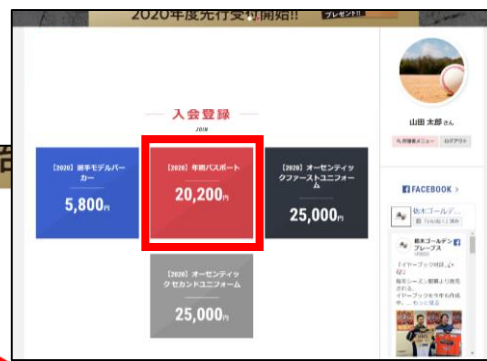 2020年度先行受付開始!!
プレゼント!!
入会登録
JOIN
山田 太郎 さん
ログアウト
[2020] 選手モデルパーカー
5,800円
[2020] 年間パスポート
20,200円
[2020] オーセンティックファーストユニフォーム
25,000円
[2020] オーセンティックセカンドユニフォーム
25,000円
FACEBOOK >
栃木ゴールデ...
栃木ゴールデン
ブレーブス